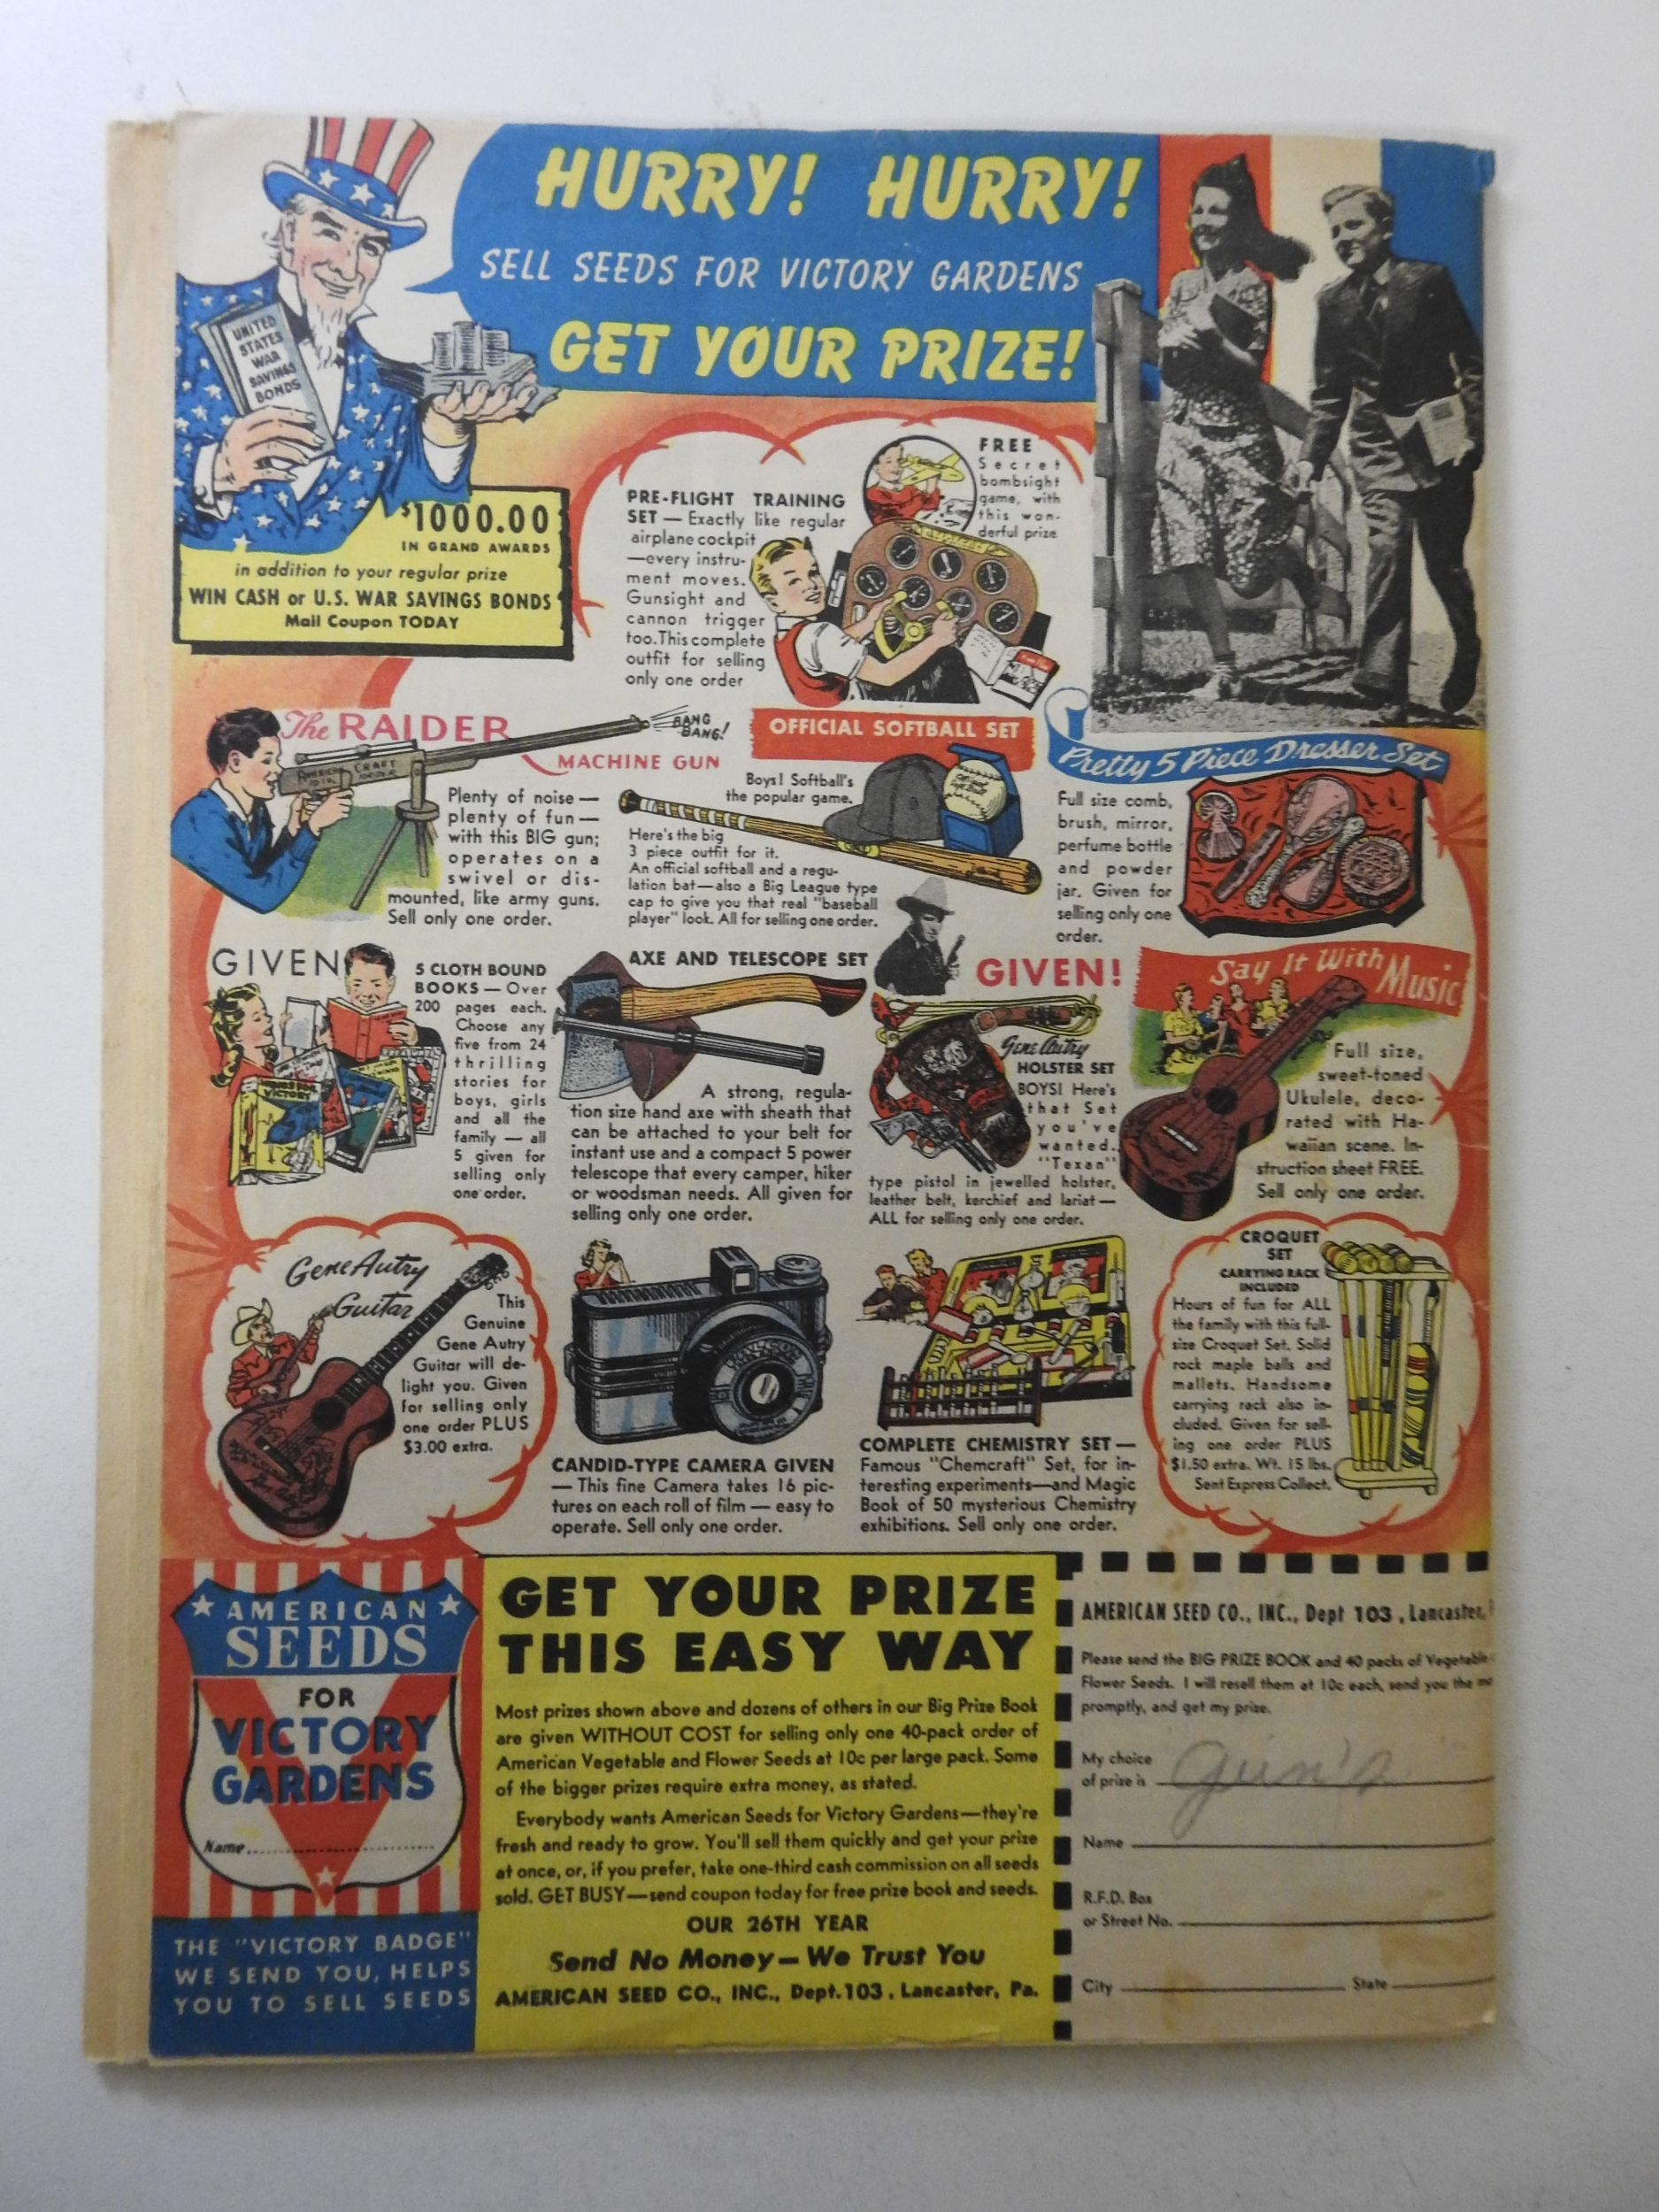 HURRY! HURRY!
SELL SEEDS FOR VICTORY GARDENS
GET YOUR PRIZE!
UNITED
STATES
WAR
SAVINGS
BONDS
$1000.00
IN GRAND AWARDS
in addition to your regular prize
WIN CASH or U.S. WAR SAVINGS BONDS
Mail Coupon TODAY
PRE-FLIGHT TRAINING
SET — Exactly like regular
airplane cockpit
—every instru-
ment moves.
Gunsight and
cannon trigger
too. This complete
outfit for selling
only one order
FREE
Secret
bombsight
game, with
this won-
derful prize
The RAIDER
MACHINE GUN
BANG
BANG!
Plenty of noise —
plenty of fun —
with this BIG gun;
operates on a
swivel or dis-
mounted, like army guns.
Sell only one order.
OFFICIAL SOFTBALL SET
Boys! Softball's
the popular game.
Here's the big
3 piece outfit for it.
An official softball and a regu-
lation bat—also a Big League type
cap to give you that real "baseball
player" look. All for selling one order.
Pretty 5 Piece Dresser Set
Full size comb,
brush, mirror,
perfume bottle
and powder
jar. Given for
selling only one
order.
GIVEN
5 CLOTH BOUND
BOOKS — Over
200 pages each.
Choose any
five from 24
thrilling
stories for
boys, girls
and all the
family — all
5 given for
selling only
one order.
AXE AND TELESCOPE SET
A strong, regula-
tion size hand axe with sheath that
can be attached to your belt for
instant use and a compact 5 power
telescope that every camper, hiker
or woodsman needs. All given for
selling only one order.
GIVEN!
Gene Autry
HOLSTER SET
BOYS! Here's
that Set
you've
wanted.
"Texan"
type pistol in jewelled holster,
leather belt, kerchief and lariat —
ALL for selling only one order.
Say It With Music
Full size,
sweet-toned
Ukulele, deco-
rated with Ha-
waiian scene. In-
struction sheet FREE.
Sell only one order.
Gene Autry
Guitar
This
Genuine
Gene Autry
Guitar will de-
light you. Given
for selling only
one order PLUS
$3.00 extra.
CANDID-TYPE CAMERA GIVEN
— This fine Camera takes 16 pic-
tures on each roll of film — easy to
operate. Sell only one order.
COMPLETE CHEMISTRY SET —
Famous "Chemcraft" Set, for in-
teresting experiments—and Magic
Book of 50 mysterious Chemistry
exhibitions. Sell only one order.
CROQUET
SET
CARRYING RACK
INCLUDED
Hours of fun for ALL
the family with this full-
size Croquet Set. Solid
rock maple balls and
mallets. Handsome
carrying rack also in-
cluded. Given for sell-
ing one order PLUS
$1.50 extra. Wt. 15 lbs.
Sent Express Collect.
AMERICAN
SEEDS
FOR
VICTORY
GARDENS
Name
THE "VICTORY BADGE"
WE SEND YOU, HELPS
YOU TO SELL SEEDS
GET YOUR PRIZE
THIS EASY WAY
Most prizes shown above and dozens of others in our Big Prize Book
are given WITHOUT COST for selling only one 40-pack order of
American Vegetable and Flower Seeds at 10c per large pack. Some
of the bigger prizes require extra money, as stated.
Everybody wants American Seeds for Victory Gardens—they're
fresh and ready to grow. You'll sell them quickly and get your prize
at once, or, if you prefer, take one-third cash commission on all seeds
sold. GET BUSY—send coupon today for free prize book and seeds.
OUR 26TH YEAR
Send No Money — We Trust You
AMERICAN SEED CO., INC., Dept. 103, Lancaster, Pa.
AMERICAN SEED CO., INC., Dept 103, Lancaster,
Please send the BIG PRIZE BOOK and 40 packs of Vegetable
Flower Seeds. I will resell them at 10c each, send you the
promptly, and get my prize.
My choice
of prize is gun's
Name
R.F.D. Box
or Street No.
City State